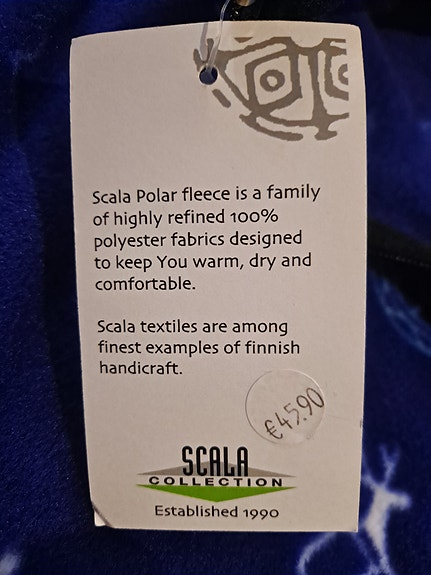 Scala Polar fleece is a family
of highly refined 100%
polyester fabrics designed
to keep You warm, dry and
comfortable.
Scala textiles are among
finest examples of finnish
handicraft.
€45.90
SCALA
COLLECTION
Established 1990